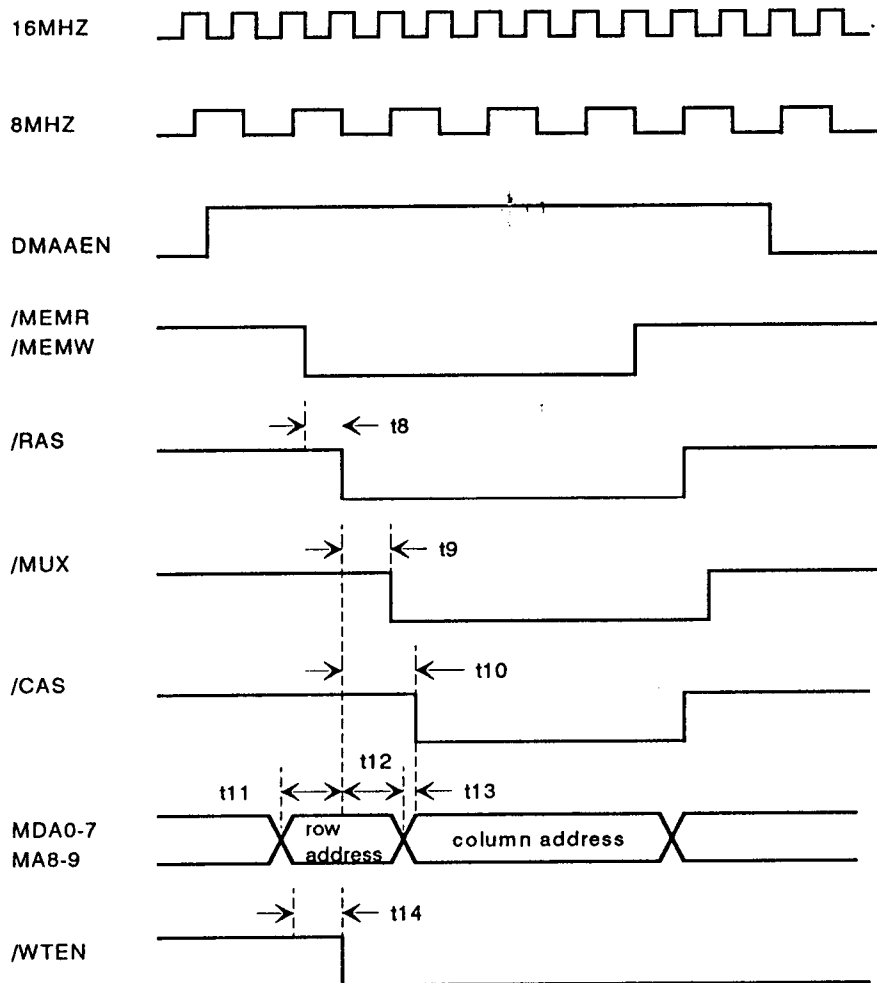 16MHZ
8MHZ
DMAAEN
/MEMR
/MEMW
t8
/RAS
t9
/MUX
t10
/CAS
t12
t11
t13
MDA0-7
MA8-9
row
address
column address
t14
/WTEN